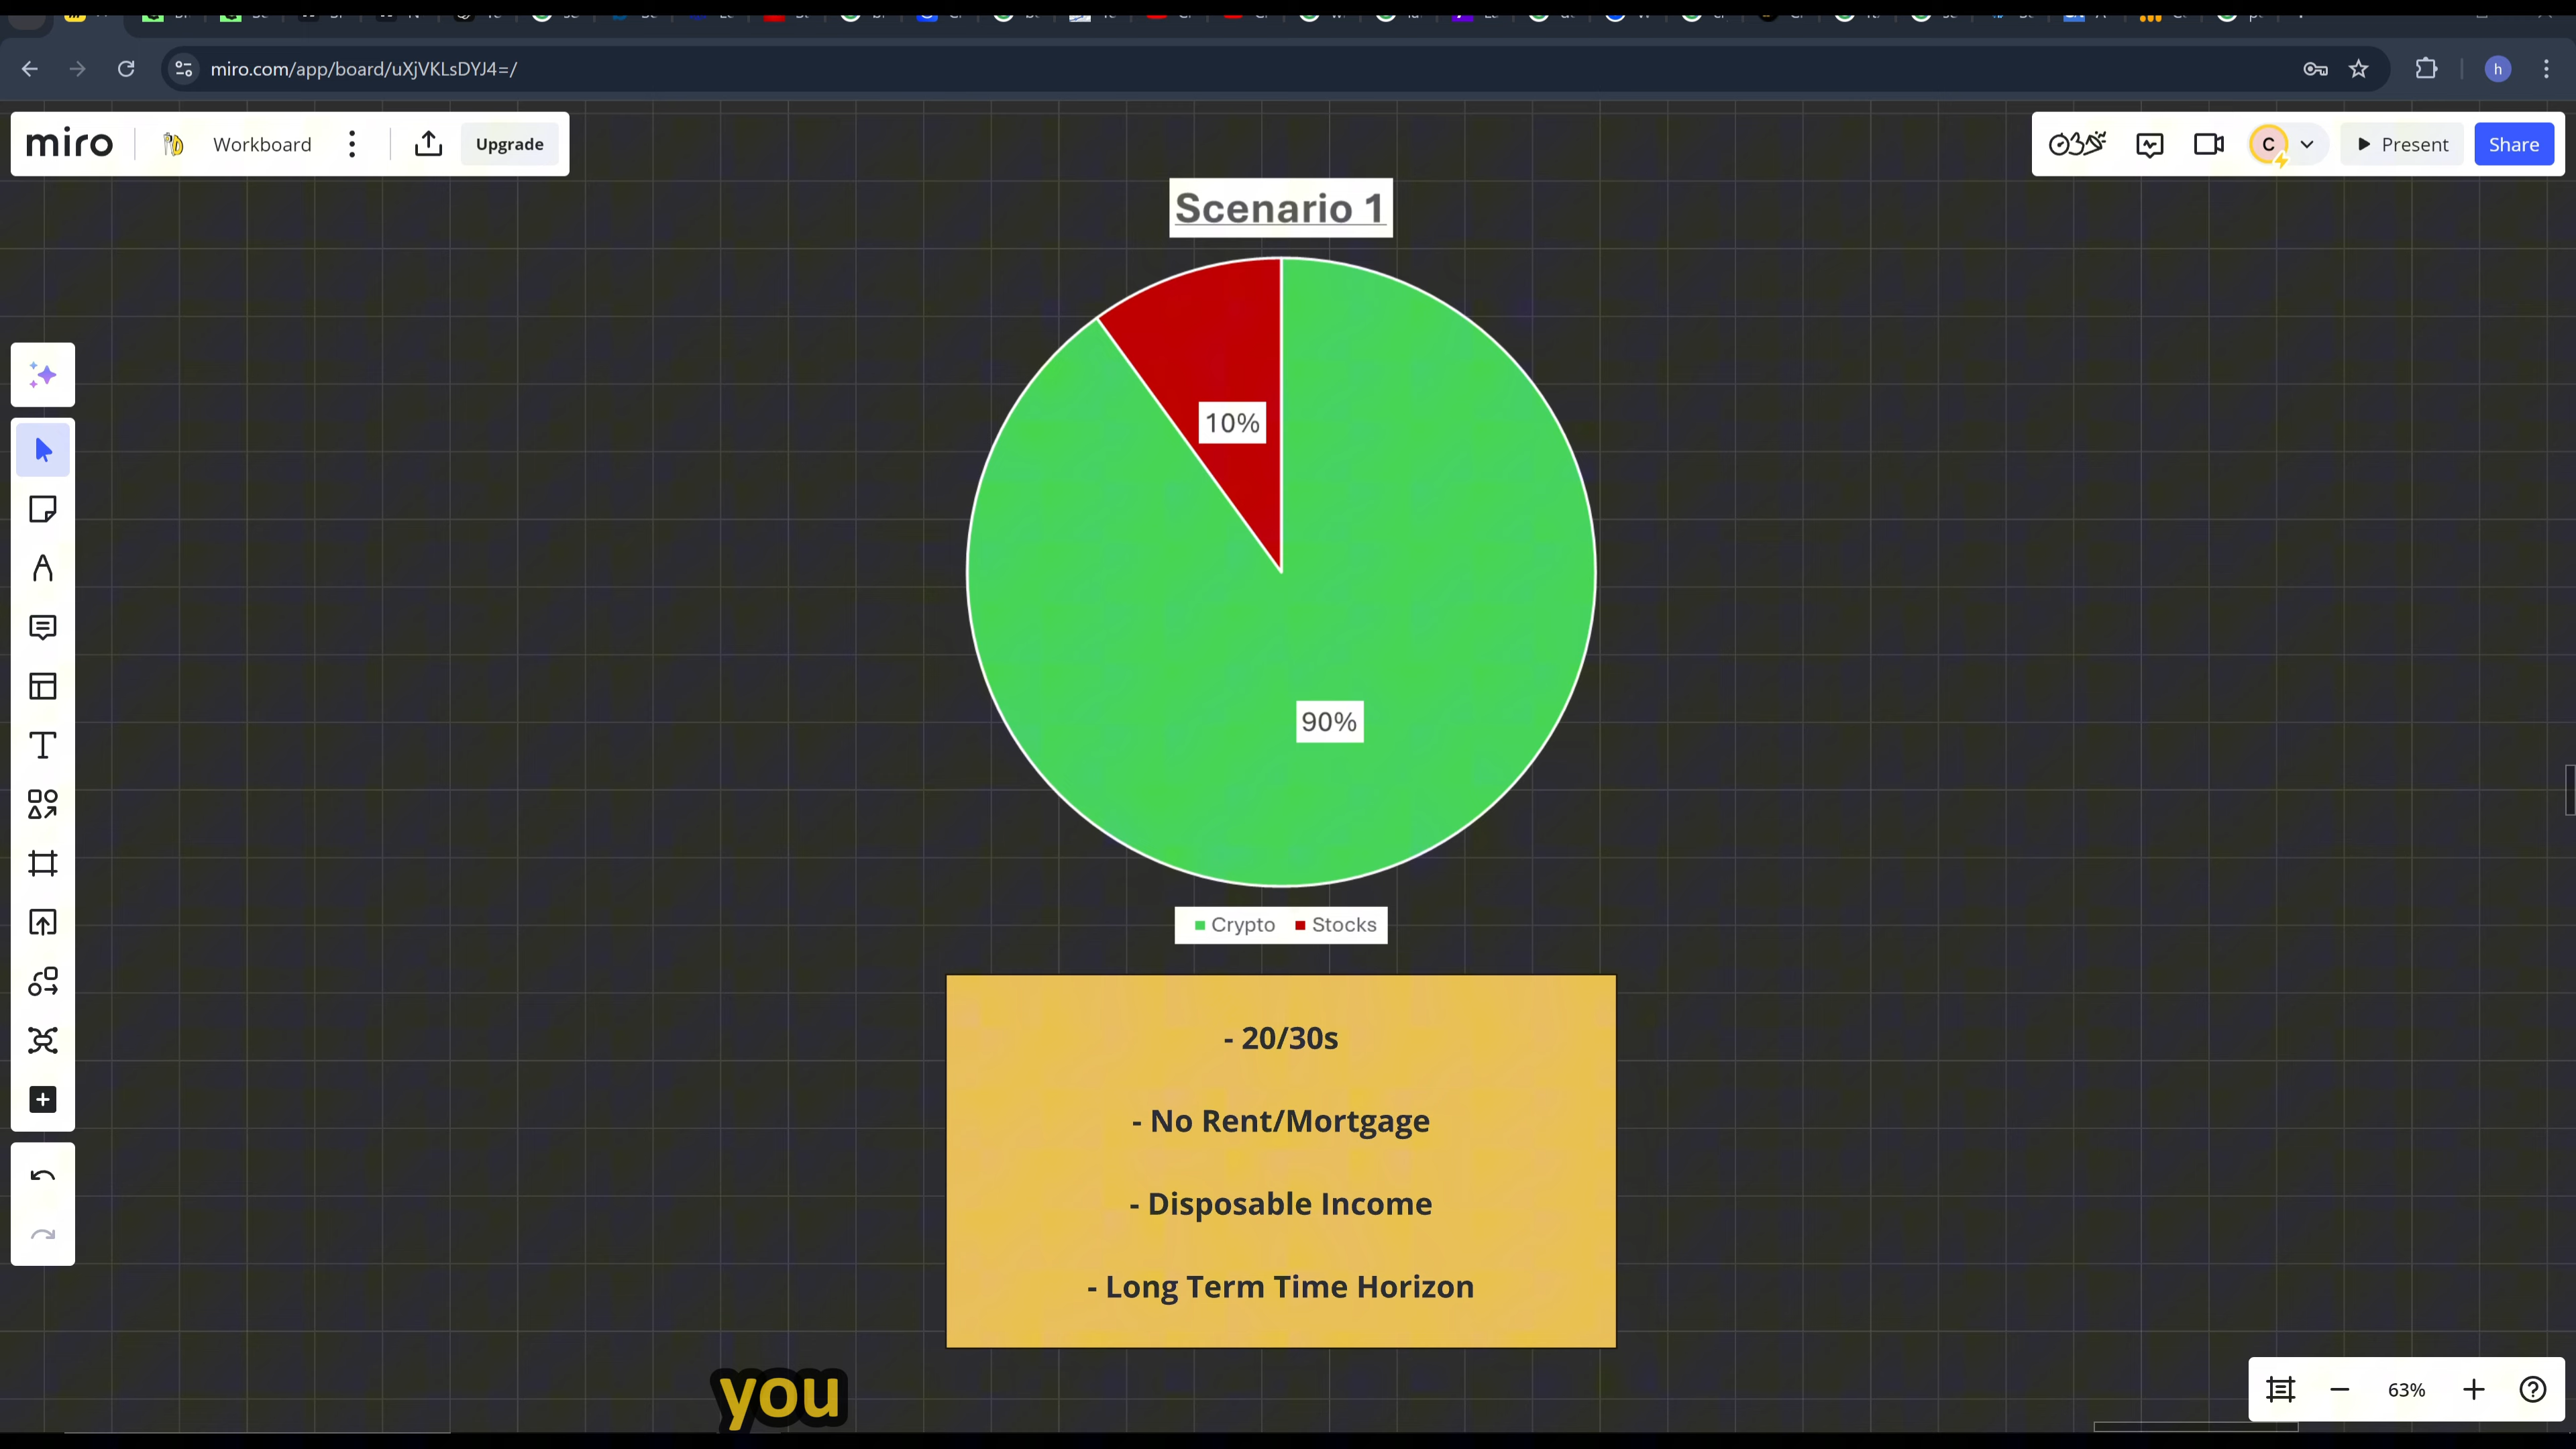 miro.com/app/board/uXjVKLsDYJ4=/
h
miro
Workboard
Upgrade
C
Present
Share
Scenario 1
10%
90%
Crypto
Stocks
- 20/30s
- No Rent/Mortgage
- Disposable Income
- Long Term Time Horizon
you
63%